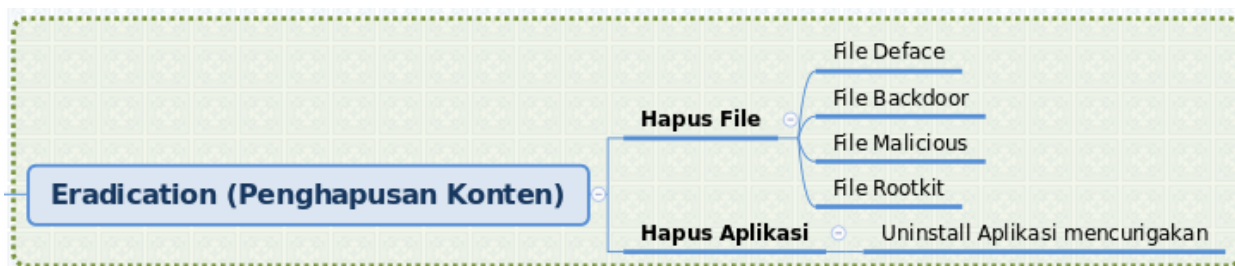 Eradication (Penghapusan Konten)
Hapus File
File Deface
File Backdoor
File Malicious
File Rootkit
Hapus Aplikasi
Uninstall Aplikasi mencurigakan